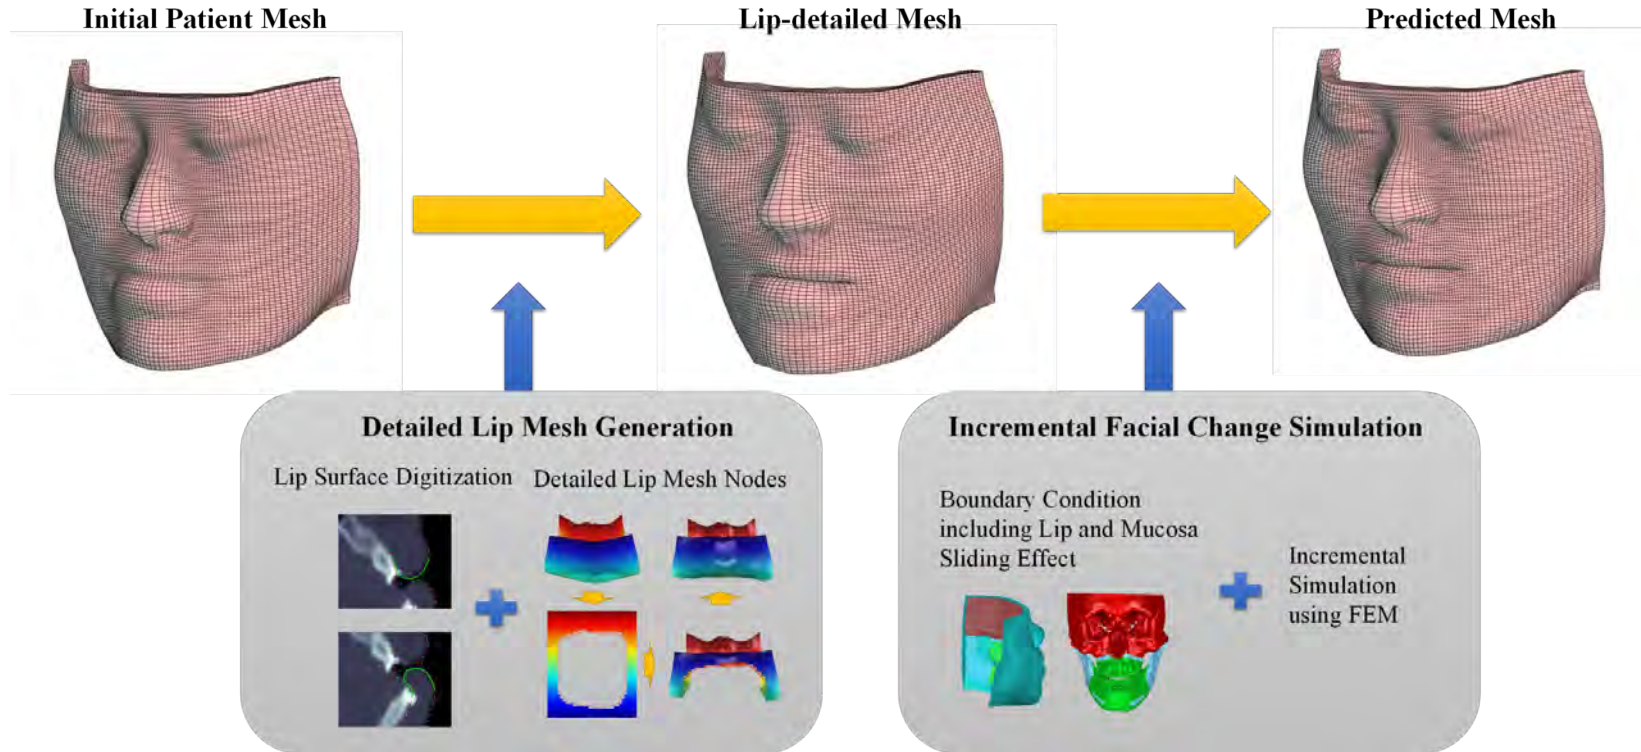 Initial Patient Mesh
Lip-detailed Mesh
Predicted Mesh
Detailed Lip Mesh Generation
Lip Surface Digitization
Detailed Lip Mesh Nodes
Incremental Facial Change Simulation
Boundary Condition
including Lip and Mucosa
Sliding Effect
Incremental
Simulation
using FEM